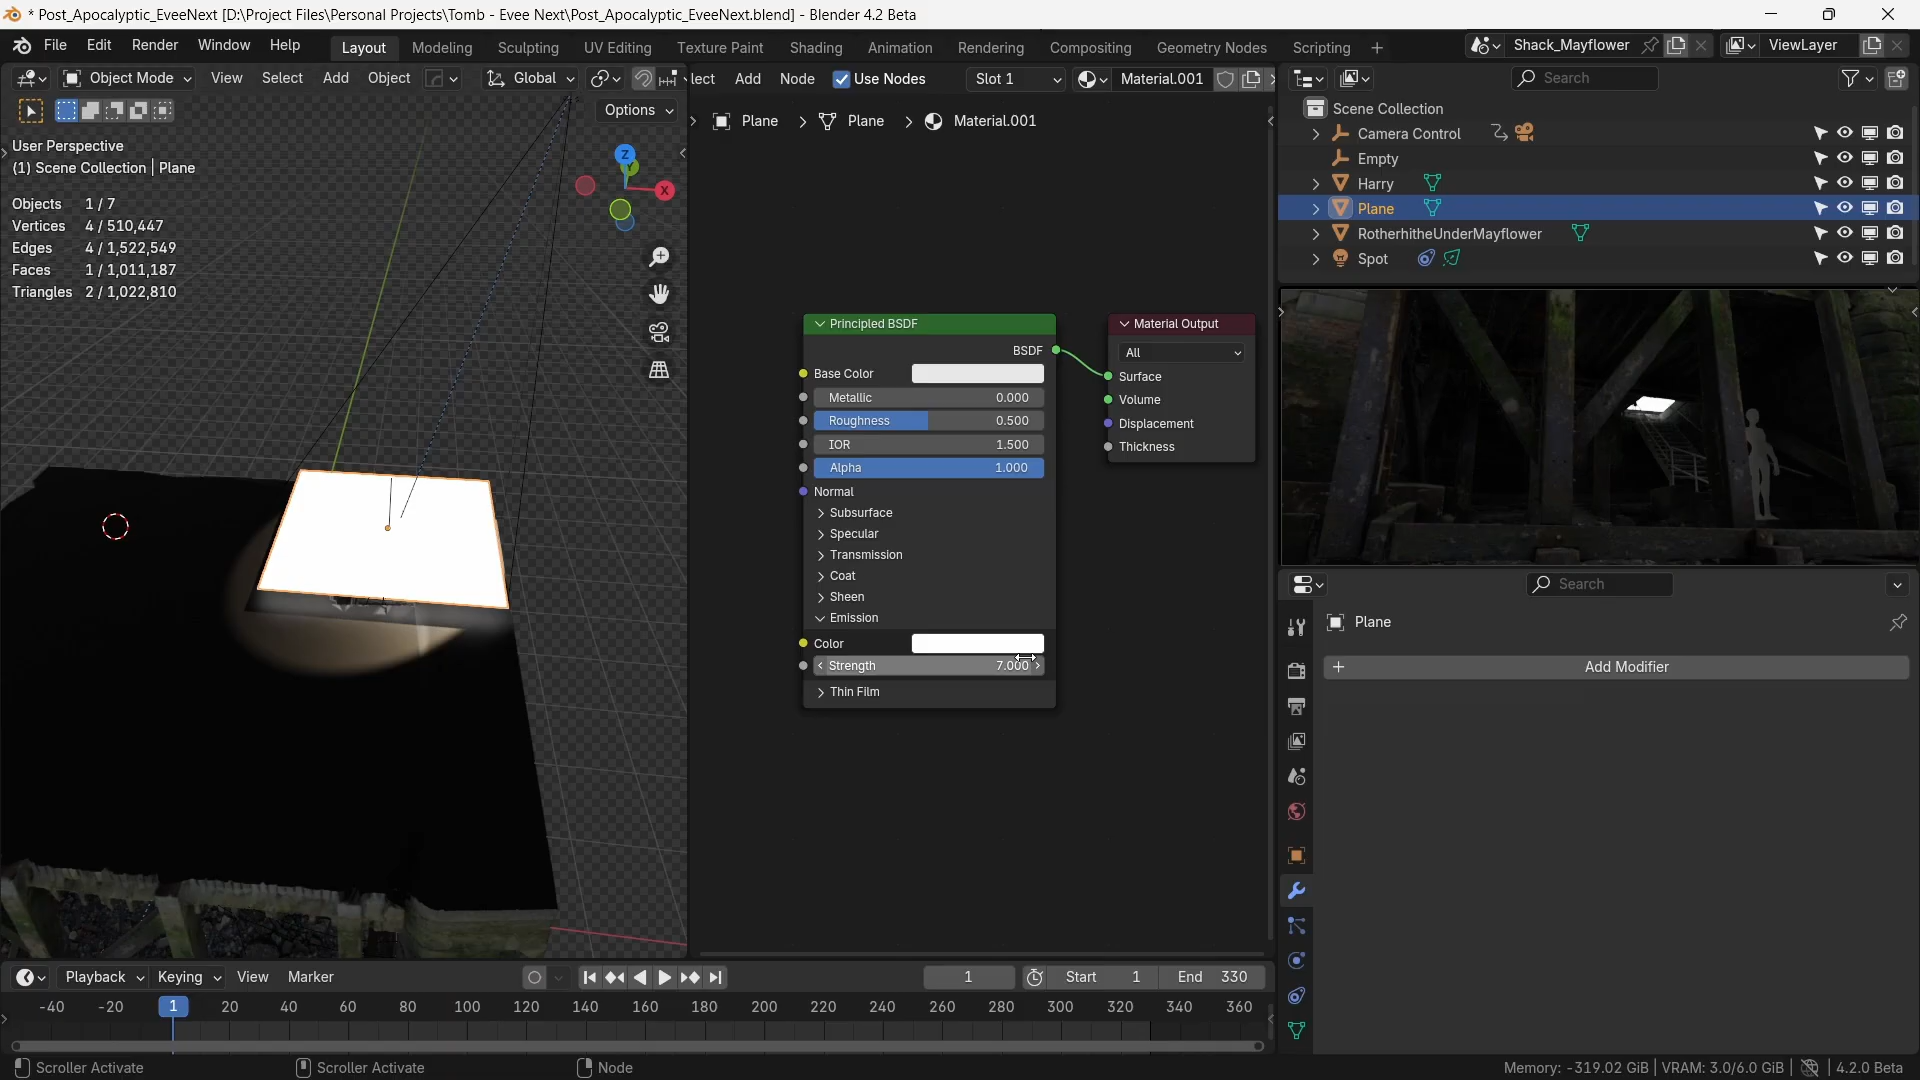 * Post_Apocalyptic_EveeNext [D:\Project Files\Personal Projects\Tomb - Evee Next\Post_Apocalyptic_EveeNext.blend] - Blender 4.2 Beta
File Edit Render Window Help Layout Modeling Sculpting UV Editing Texture Paint Shading Animation Rendering Compositing Geometry Nodes Scripting + Shack_Mayflower ViewLayer
Object Mode View Select Add Object Global
lect Add Node Use Nodes Slot 1 Material.001
Search
Options
User Perspective
(1) Scene Collection | Plane
Objects 1/7
Vertices 4 / 510,447
Edges 4 / 1,522,549
Faces 1 / 1,011,187
Triangles 2 / 1,022,810
Z
X
Plane > Plane > Material.001
Principled BSDF
BSDF
Base Color
Metallic 0.000
Roughness 0.500
IOR 1.500
Alpha 1.000
Normal
Subsurface
Specular
Transmission
Coat
Sheen
Emission
Color
Strength 7.000
Thin Film
Material Output
All
Surface
Volume
Displacement
Thickness
Scene Collection
Camera Control
Empty
Harry
Plane
RotherhitheUnderMayflower
Spot
Search
Plane
+ Add Modifier
Playback Keying View Marker 1 Start 1 End 330
-40 -20 1 20 40 60 80 100 120 140 160 180 200 220 240 260 280 300 320 340 360
Scroller Activate Scroller Activate Node Memory: -319.02 GiB | VRAM: 3.0/6.0 GiB | 4.2.0 Beta